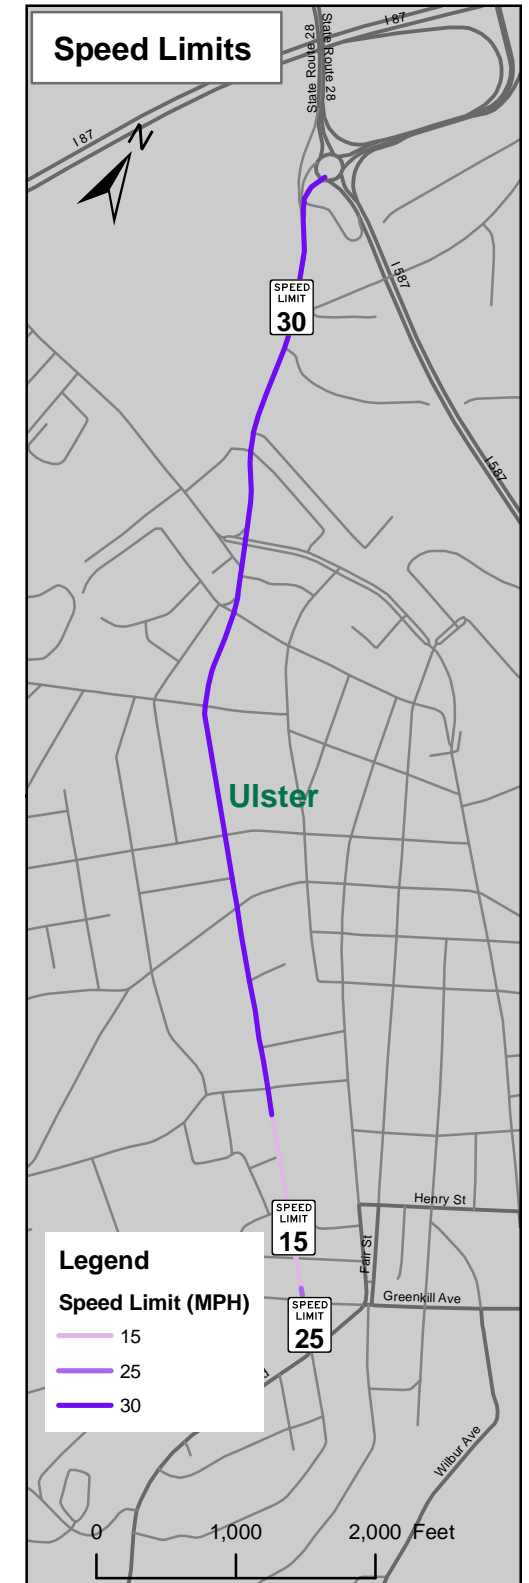 Speed Limits
State Route 28
State Route 28
I 87
I 87
N
I 587
SPEED
LIMIT
30
I 587
Ulster
Henry St
SPEED
LIMIT
15
Fair St
Legend
Speed Limit (MPH)
15
25
30
Greenkill Ave
SPEED
LIMIT
25
Wilbur Ave
0 1,000 2,000 Feet